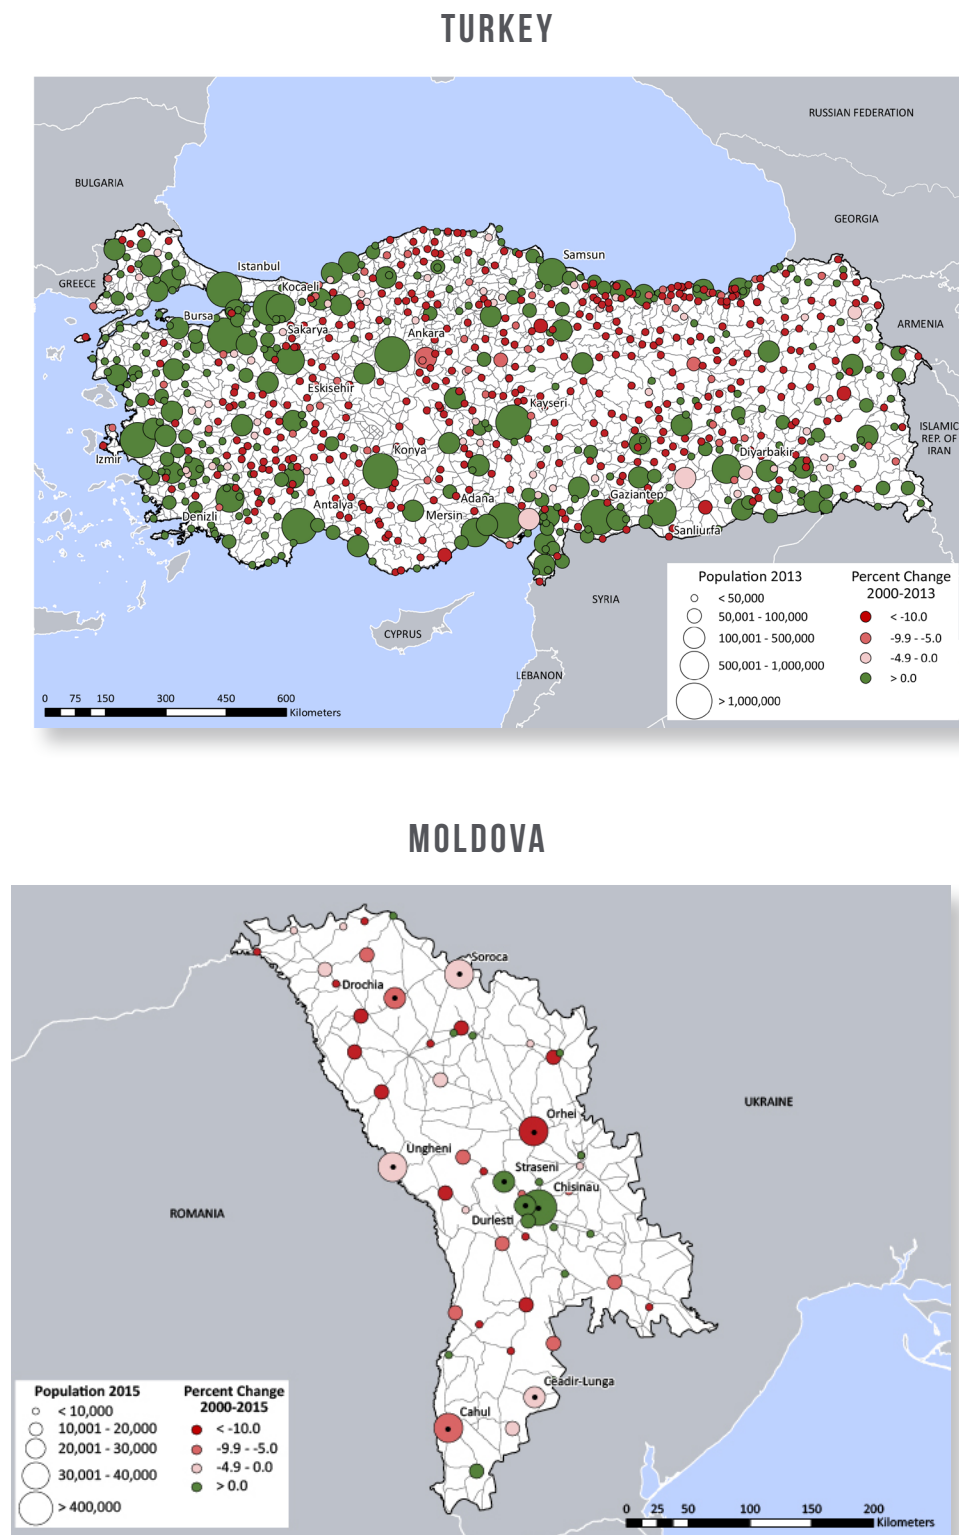 TURKEY
RUSSIAN FEDERATION
BULGARIA
GEORGIA
Samsun
Istanbul
GREECE
Kocaeli
Bursa
ARMENIA
Sakarya
Ankara
Eskisehir
Kayseri
ISLAMIC
REP. OF
IRAN
Izmir
Konya
Diyarbakir
Adana
Gaziantep
Antalya
Mersin
Denizli
Sanliurfa
SYRIA
CYPRUS
LEBANON
Population 2013
< 50,000
50,001 - 100,000
100,001 - 500,000
500,001 - 1,000,000
> 1,000,000
Percent Change
2000-2013
< -10.0
-9.9 - -5.0
-4.9 - 0.0
> 0.0
0 75 150 300 450 600
Kilometers
MOLDOVA
Soroca
Drochia
UKRAINE
Orhei
Ungheni
Straseni
Chisinau
ROMANIA
Durlesti
Ceadir-Lunga
Cahul
Population 2015
< 10,000
10,001 - 20,000
20,001 - 30,000
30,001 - 40,000
> 400,000
Percent Change
2000-2015
< -10.0
-9.9 - -5.0
-4.9 - 0.0
> 0.0
0 25 50 100 150 200
Kilometers